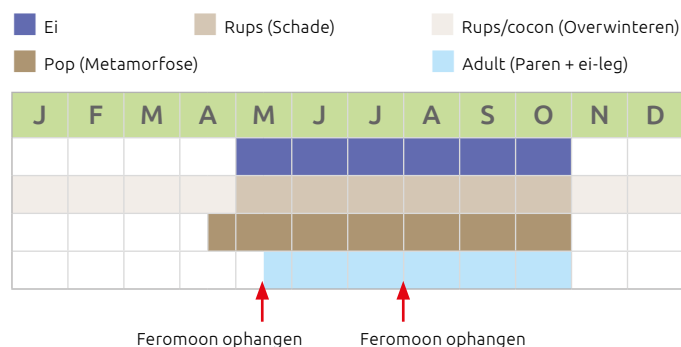 Ei Rups (Schade) Rups/cocon (Overwinteren)
Pop (Metamorfose) Adult (Paren + ei-leg)
J F M A M J J A S O N D
Feromoon ophangen Feromoon ophangen